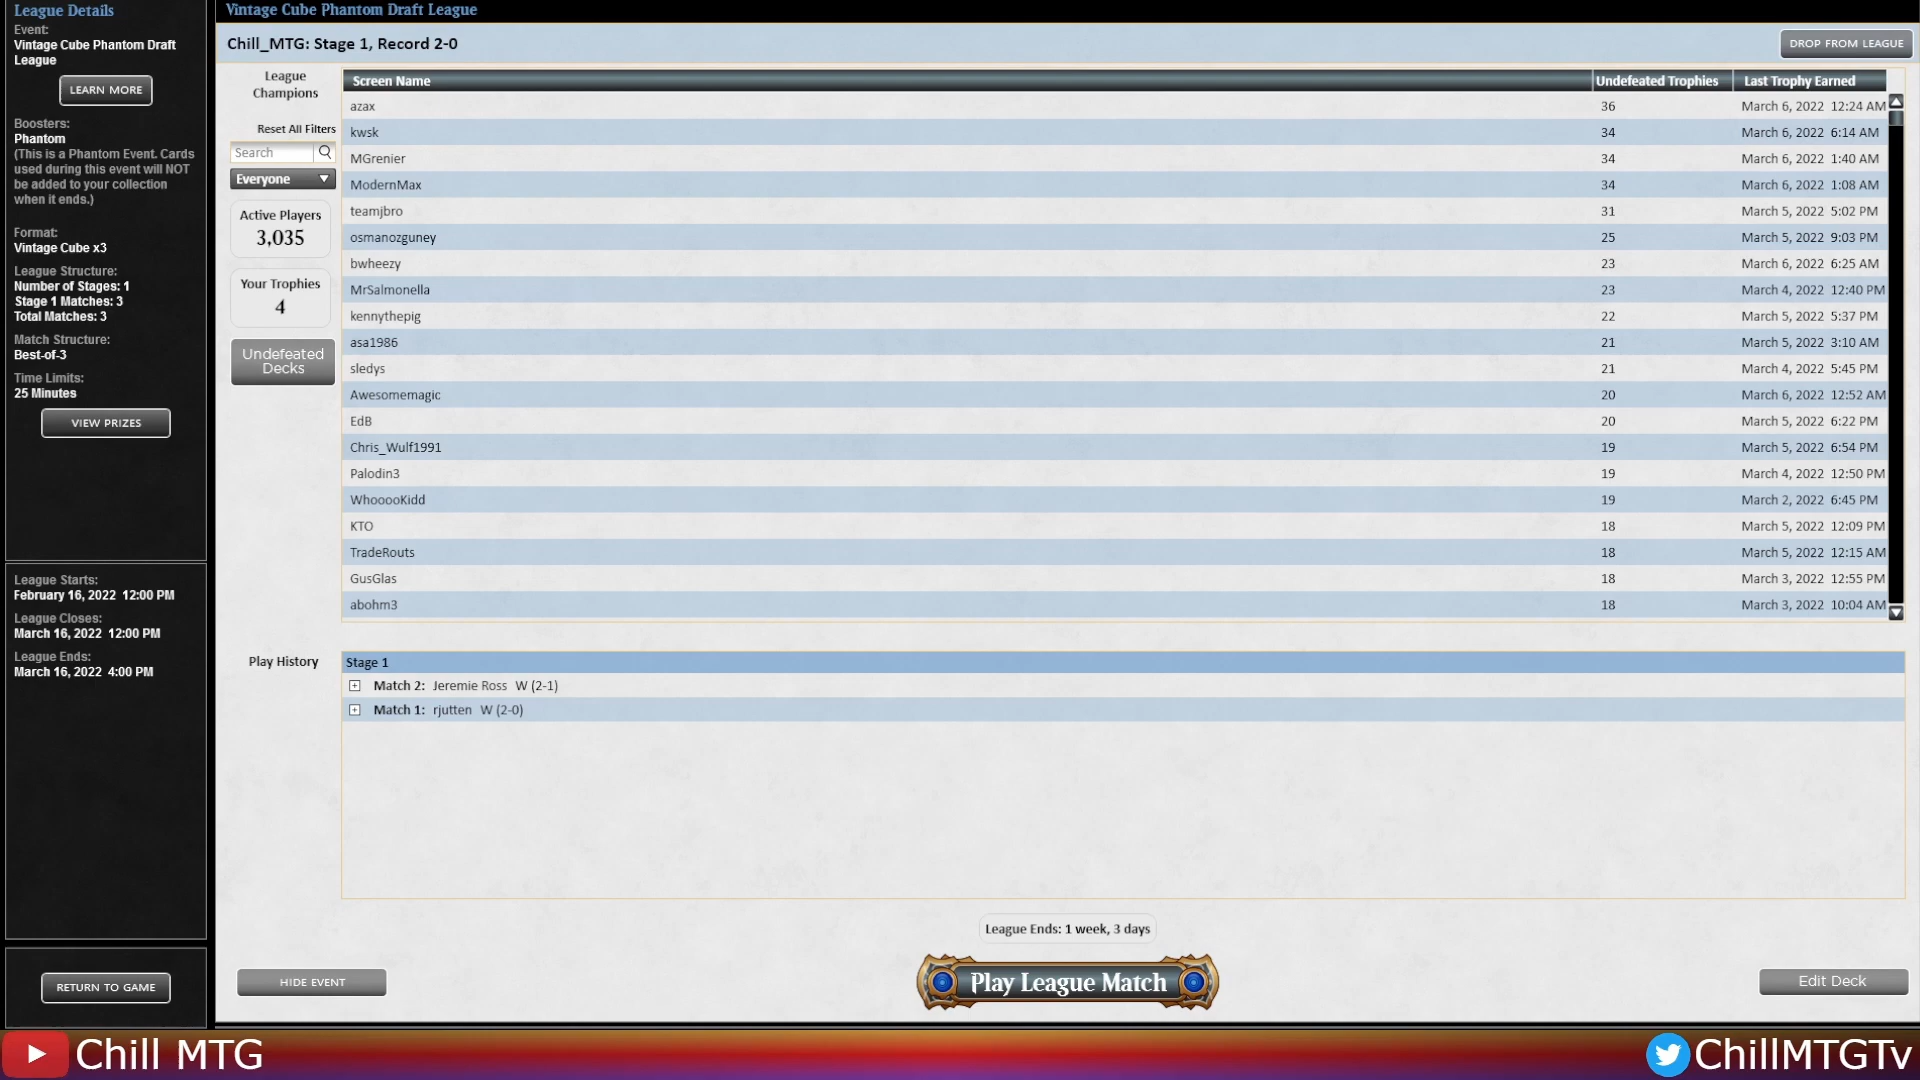 League Details
Event:
Vintage Cube Phantom Draft
League
LEARN MORE
Boosters:
Phantom
(This is a Phantom Event. Cards
used during this event will NOT
be added to your collection
when it ends.)
Format:
Vintage Cube x3
League Structure:
Number of Stages: 1
Stage 1 Matches: 3
Total Matches: 3
Match Structure:
Best-of-3
Time Limits:
25 Minutes
VIEW PRIZES
League Starts:
February 16, 2022 12:00 PM
League Closes:
March 16, 2022 12:00 PM
League Ends:
March 16, 2022 4:00 PM
RETURN TO GAME
Vintage Cube Phantom Draft League
Chill_MTG: Stage 1, Record 2-0
DROP FROM LEAGUE
League
Champions
Reset All Filters
Search
Everyone
Active Players
3,035
Your Trophies
4
Undefeated
Decks
Screen Name Undefeated Trophies Last Trophy Earned
azax 36 March 6, 2022 12:24 AM
kwsk 34 March 6, 2022 6:14 AM
MGrenier 34 March 6, 2022 1:40 AM
ModernMax 34 March 6, 2022 1:08 AM
teamjbro 31 March 5, 2022 5:02 PM
osmanozguney 25 March 5, 2022 9:03 PM
bwheezy 23 March 6, 2022 6:25 AM
MrSalmonella 23 March 4, 2022 12:40 PM
kennythepig 22 March 5, 2022 5:37 PM
asa1986 21 March 5, 2022 3:10 AM
sledys 21 March 4, 2022 5:45 PM
Awesomemagic 20 March 6, 2022 12:52 AM
EdB 20 March 5, 2022 6:22 PM
Chris_Wulf1991 19 March 5, 2022 6:54 PM
Palodin3 19 March 4, 2022 12:50 PM
WhooooKidd 19 March 2, 2022 6:45 PM
KTO 18 March 5, 2022 12:09 PM
TradeRouts 18 March 5, 2022 12:15 AM
GusGlas 18 March 3, 2022 12:55 PM
abohm3 18 March 3, 2022 10:04 AM
Play History
Stage 1
Match 2: Jeremie Ross W (2-1)
Match 1: rjutten W (2-0)
League Ends: 1 week, 3 days
HIDE EVENT
Play League Match
Edit Deck
Chill MTG
ChillMTGTv